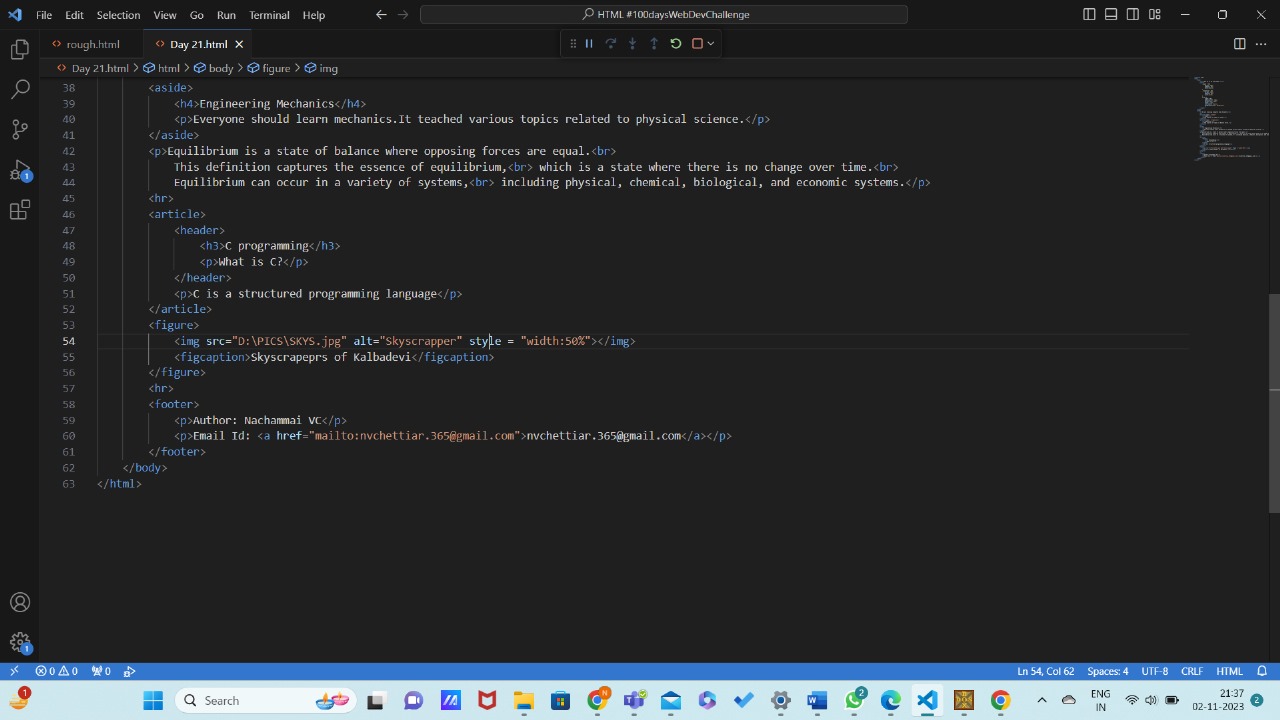 File Edit Selection View Go Run Terminal Help
HTML #100daysWebDevChallenge
rough.html
Day 21.html
Day 21.html > html > body > figure > img
38 <aside>
39 <h4>Engineering Mechanics</h4>
40 <p>Everyone should learn mechanics.It teached various topics related to physical science.</p>
41 </aside>
42 <p>Equilibrium is a state of balance where opposing forces are equal.<br>
43 This definition captures the essence of equilibrium,<br> which is a state where there is no change over time.<br>
44 Equilibrium can occur in a variety of systems,<br> including physical, chemical, biological, and economic systems.</p>
45 <hr>
46 <article>
47 <header>
48 <h3>C programming</h3>
49 <p>What is C?</p>
50 </header>
51 <p>C is a structured programming language</p>
52 </article>
53 <figure>
54 <img src="D:\PICS\SKYS.jpg" alt="Skyscrapper" style = "width:50%"></img>
55 <figcaption>Skyscrapeprs of Kalbadevi</figcaption>
56 </figure>
57 <hr>
58 <footer>
59 <p>Author: Nachammai VC</p>
60 <p>Email Id: <a href="mailto:nvchettiar.365@gmail.com">nvchettiar.365@gmail.com</a></p>
61 </footer>
62 </body>
63 </html>
1
1
0 0 0
Ln 54, Col 62 Spaces: 4 UTF-8 CRLF HTML
1
Search
N
2
ENG
IN
21:37
02-11-2023
2